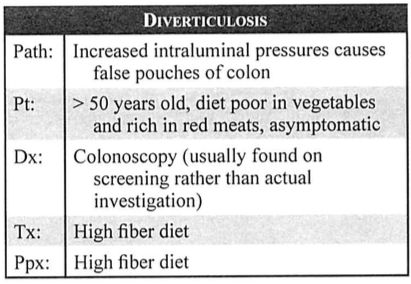 DIVERTICULOSIS
Path: Increased intraluminal pressures causes
false pouches of colon
Pt: > 50 years old, diet poor in vegetables
and rich in red meats, asymptomatic
Dx: Colonoscopy (usually found on
screening rather than actual
investigation)
Tx: High fiber diet
Ppx: High fiber diet